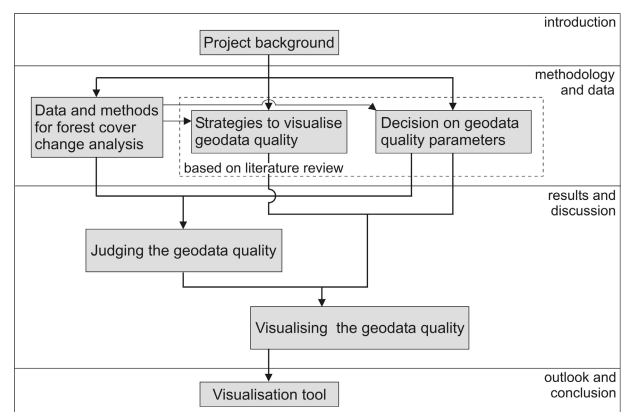 introduction
Project background
methodology
and data
Data and methods
for forest cover
change analysis
Strategies to visualise
geodata quality
Decision on geodata
quality parameters
based on literature review
results and
discussion
Judging the geodata quality
Visualising the geodata quality
outlook and
conclusion
Visualisation tool